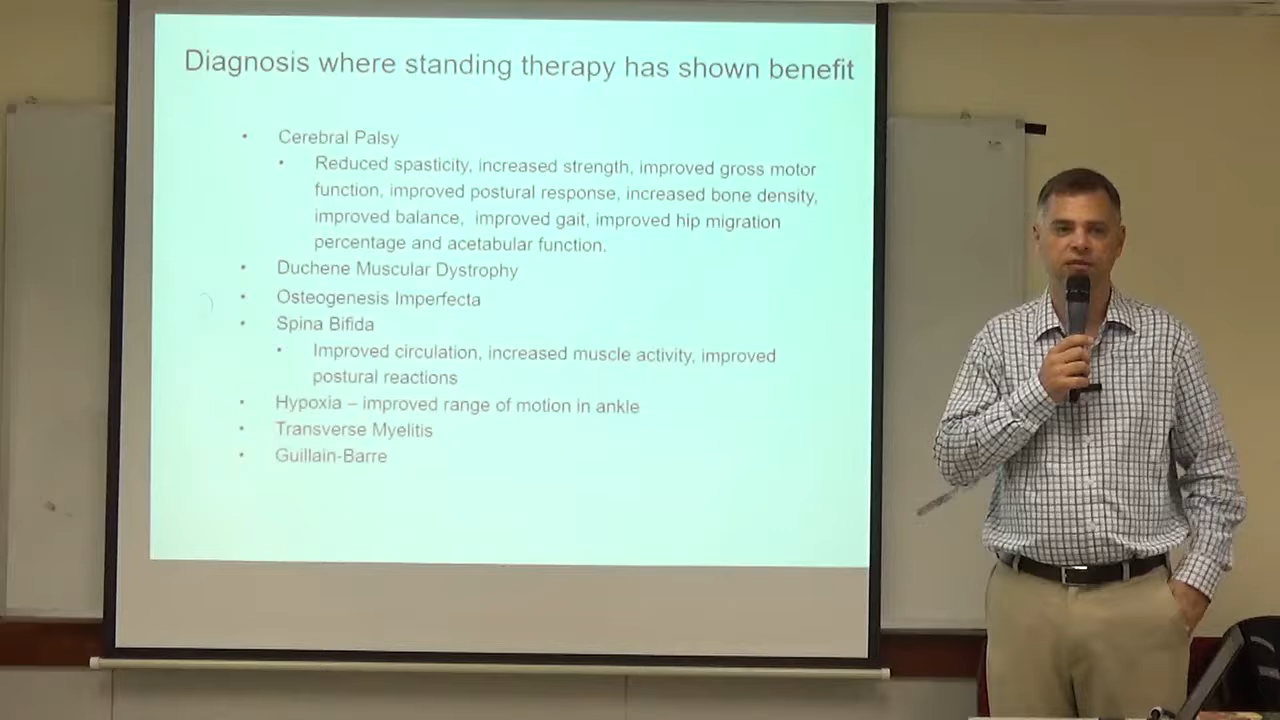 Diagnosis where standing therapy has shown benefit
• Cerebral Palsy
• Reduced spasticity, increased strength, improved gross motor
function, improved postural response, increased bone density,
improved balance, improved gait, improved hip migration
percentage and acetabular function.
• Duchene Muscular Dystrophy
• Osteogenesis Imperfecta
• Spina Bifida
• Improved circulation, increased muscle activity, improved
postural reactions
• Hypoxia – improved range of motion in ankle
• Transverse Myelitis
• Guillain-Barre